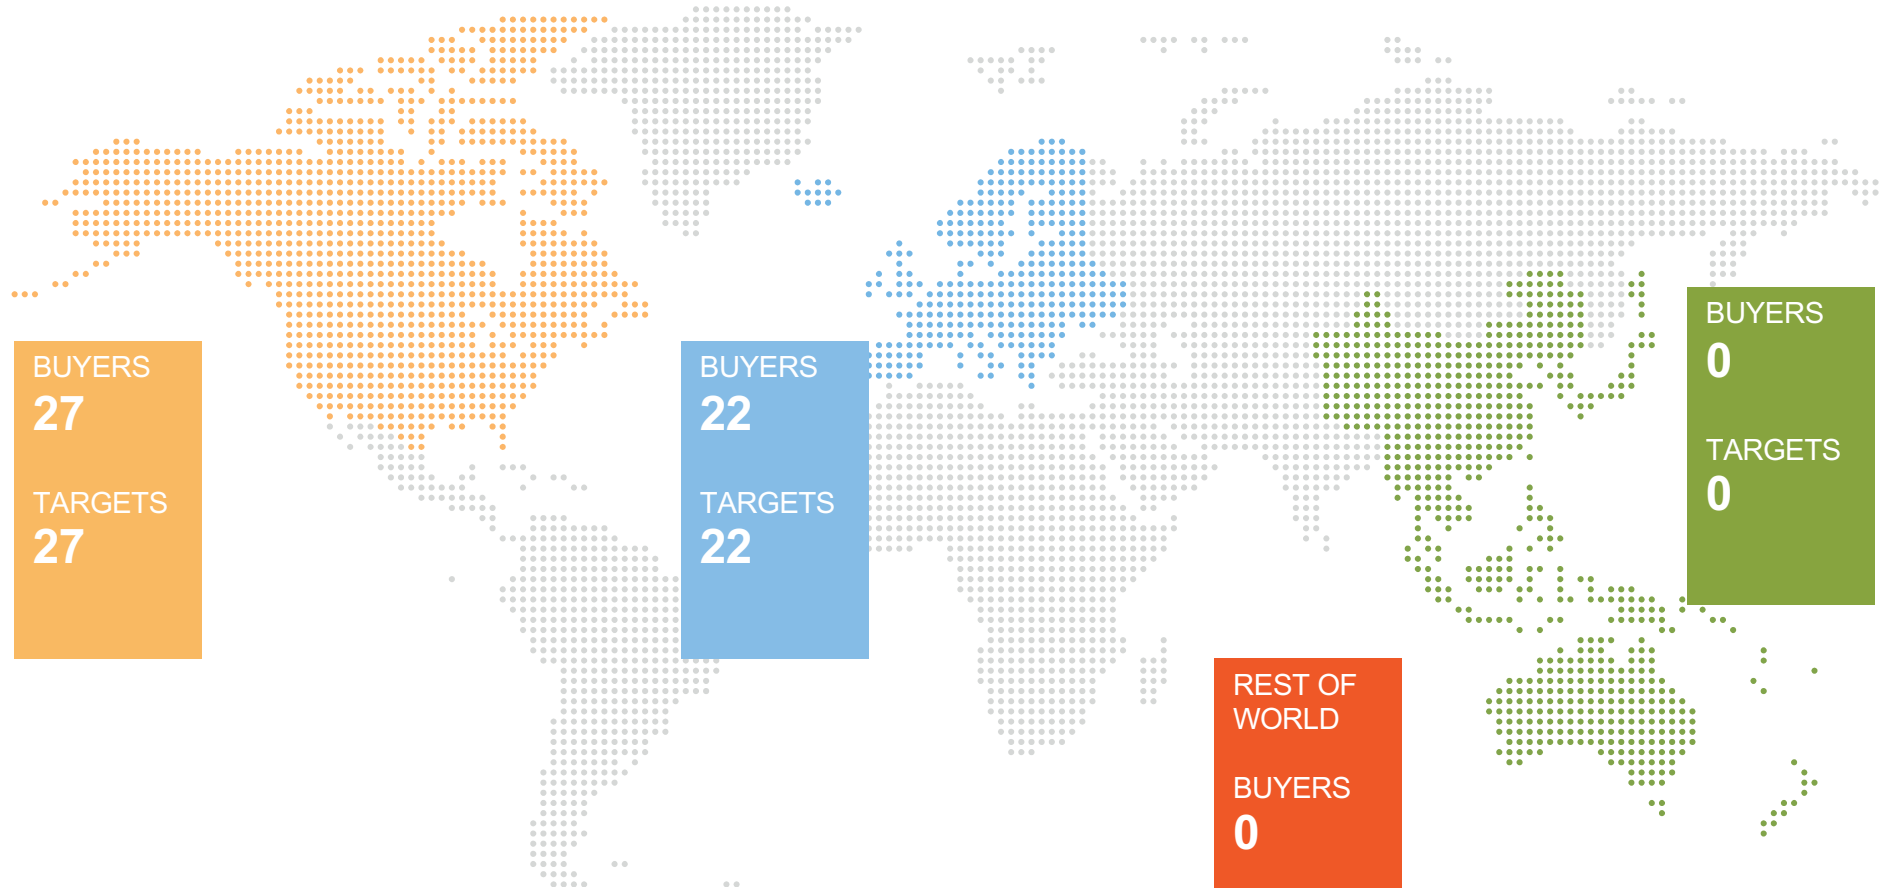 BUYERS
27
TARGETS
27
BUYERS
22
TARGETS
22
BUYERS
0
TARGETS
0
REST OF
WORLD
BUYERS
0